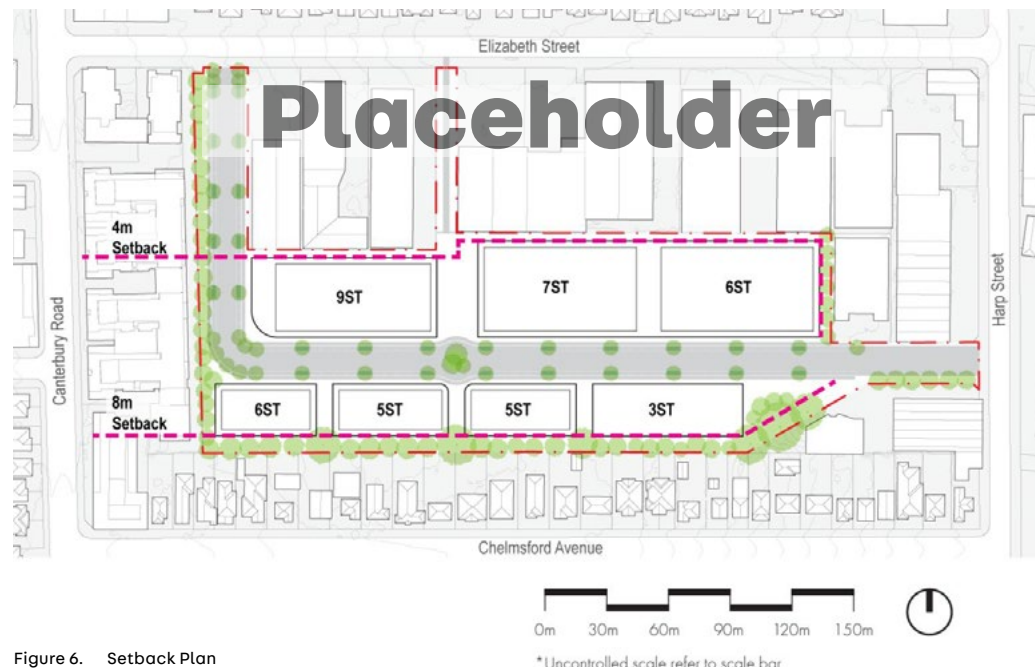 Elizabeth Street
Placeholder
4m
Setback
9ST
7ST
6ST
Canterbury Road
Harp Street
8m
Setback
6ST
5ST
5ST
3ST
Chelmsford Avenue
0m 30m 60m 90m 120m 150m
Figure 6. Setback Plan
*Uncontrolled scale refer to scale bar